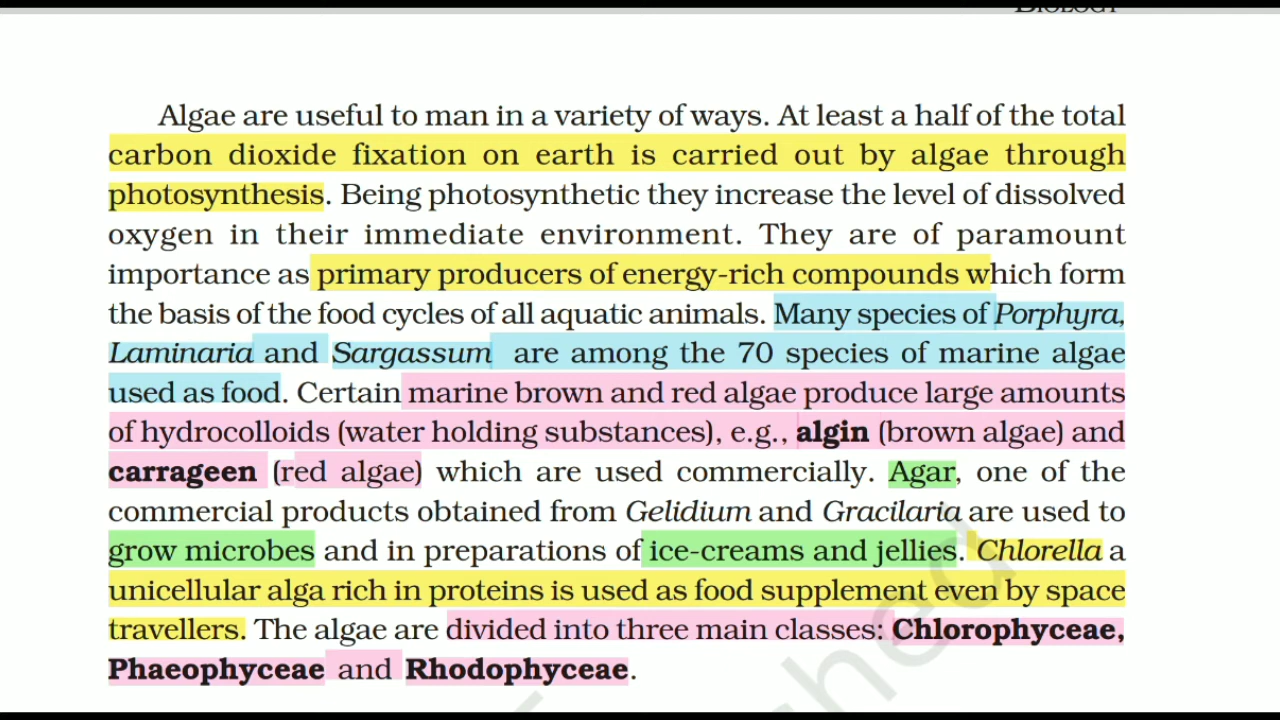 BIOLOGY
Algae are useful to man in a variety of ways. At least a half of the total
carbon dioxide fixation on earth is carried out by algae through
photosynthesis. Being photosynthetic they increase the level of dissolved
oxygen in their immediate environment. They are of paramount
importance as primary producers of energy-rich compounds which form
the basis of the food cycles of all aquatic animals. Many species of Porphyra,
Laminaria and Sargassum are among the 70 species of marine algae
used as food. Certain marine brown and red algae produce large amounts
of hydrocolloids (water holding substances), e.g., algin (brown algae) and
carrageen (red algae) which are used commercially. Agar, one of the
commercial products obtained from Gelidium and Gracilaria are used to
grow microbes and in preparations of ice-creams and jellies. Chlorella a
unicellular alga rich in proteins is used as food supplement even by space
travellers. The algae are divided into three main classes: Chlorophyceae,
Phaeophyceae and Rhodophyceae.